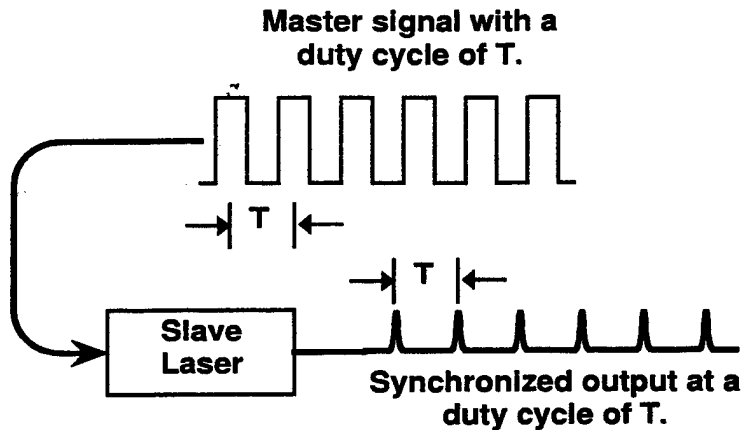 Master signal with a
duty cycle of T.
T
T
Slave
Laser
Synchronized output at a
duty cycle of T.